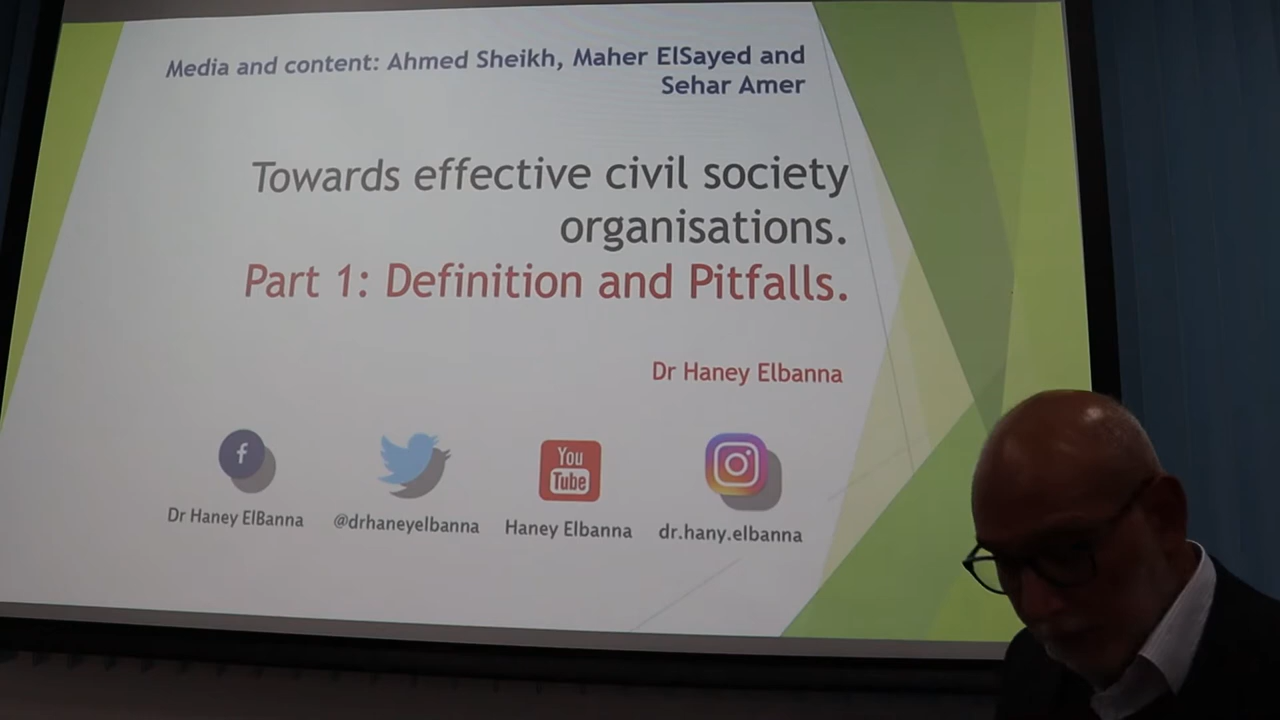 Media and content: Ahmed Sheikh, Maher ElSayed and
Sehar Amer
Towards effective civil society
organisations.
Part 1: Definition and Pitfalls.
Dr Haney Elbanna
f
You
Tube
Dr Haney ElBanna
@drhaneyelbanna
Haney Elbanna
dr.hany.elbanna